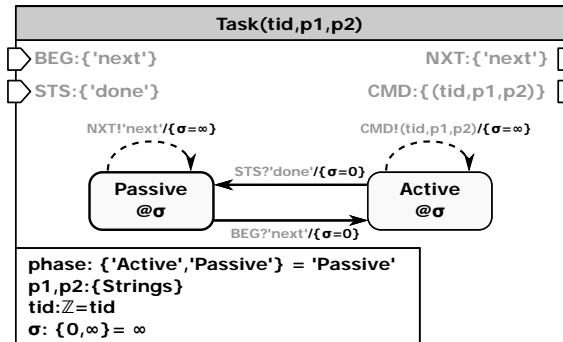 Task(tid,p1,p2)
BEG:{'next'}
NXT:{'next'}
STS:{'done'}
CMD:{(tid,p1,p2)}
NXT!'next'/{σ=∞}
CMD!(tid,p1,p2)/{σ=∞}
STS?'done'/{σ=0}
Passive
@σ
Active
@σ
BEG?'next'/{σ=0}
phase: {'Active','Passive'} = 'Passive'
p1,p2:{Strings}
tid:ℤ=tid
σ: {0,∞}= ∞